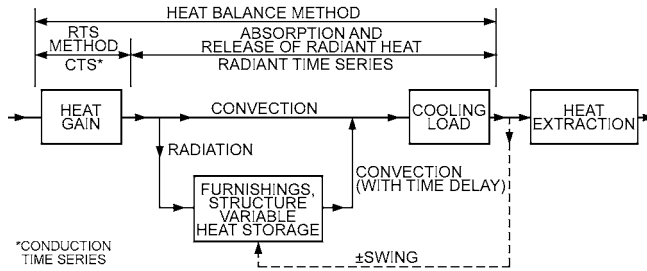 HEAT BALANCE METHOD
RTS
METHOD
CTS*
ABSORPTION AND
RELEASE OF RADIANT HEAT
RADIANT TIME SERIES
HEAT
GAIN
CONVECTION
COOLING
LOAD
HEAT
EXTRACTION
RADIATION
CONVECTION
(WITH TIME DELAY)
FURNISHINGS,
STRUCTURE
VARIABLE
HEAT STORAGE
±SWING
*CONDUCTION
TIME SERIES